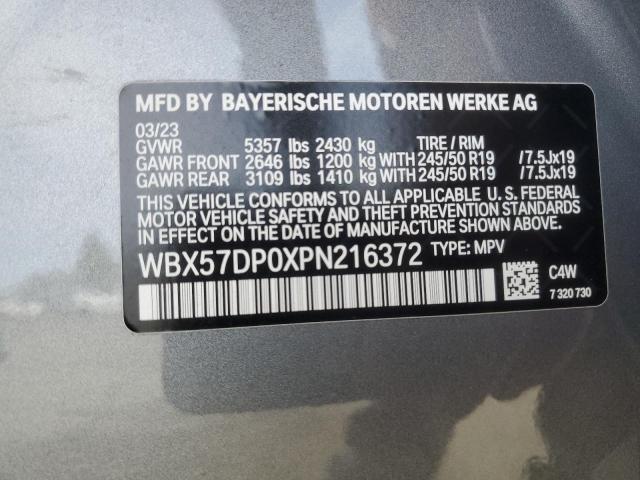 MFD BY BAYERISCHE MOTOREN WERKE AG
03/23
GVWR 5357 lbs 2430 kg TIRE / RIM
GAWR FRONT 2646 lbs 1200 kg WITH 245/50 R19 /7.5Jx19
GAWR REAR 3109 lbs 1410 kg WITH 245/50 R19 /7.5Jx19
THIS VEHICLE CONFORMS TO ALL APPLICABLE U. S. FEDERAL
MOTOR VEHICLE SAFETY AND THEFT PREVENTION STANDARDS
IN EFFECT ON THE DATE OF MANUFACTURE SHOWN ABOVE.
WBX57DP0XPN216372 TYPE: MPV
C4W
7 320 730